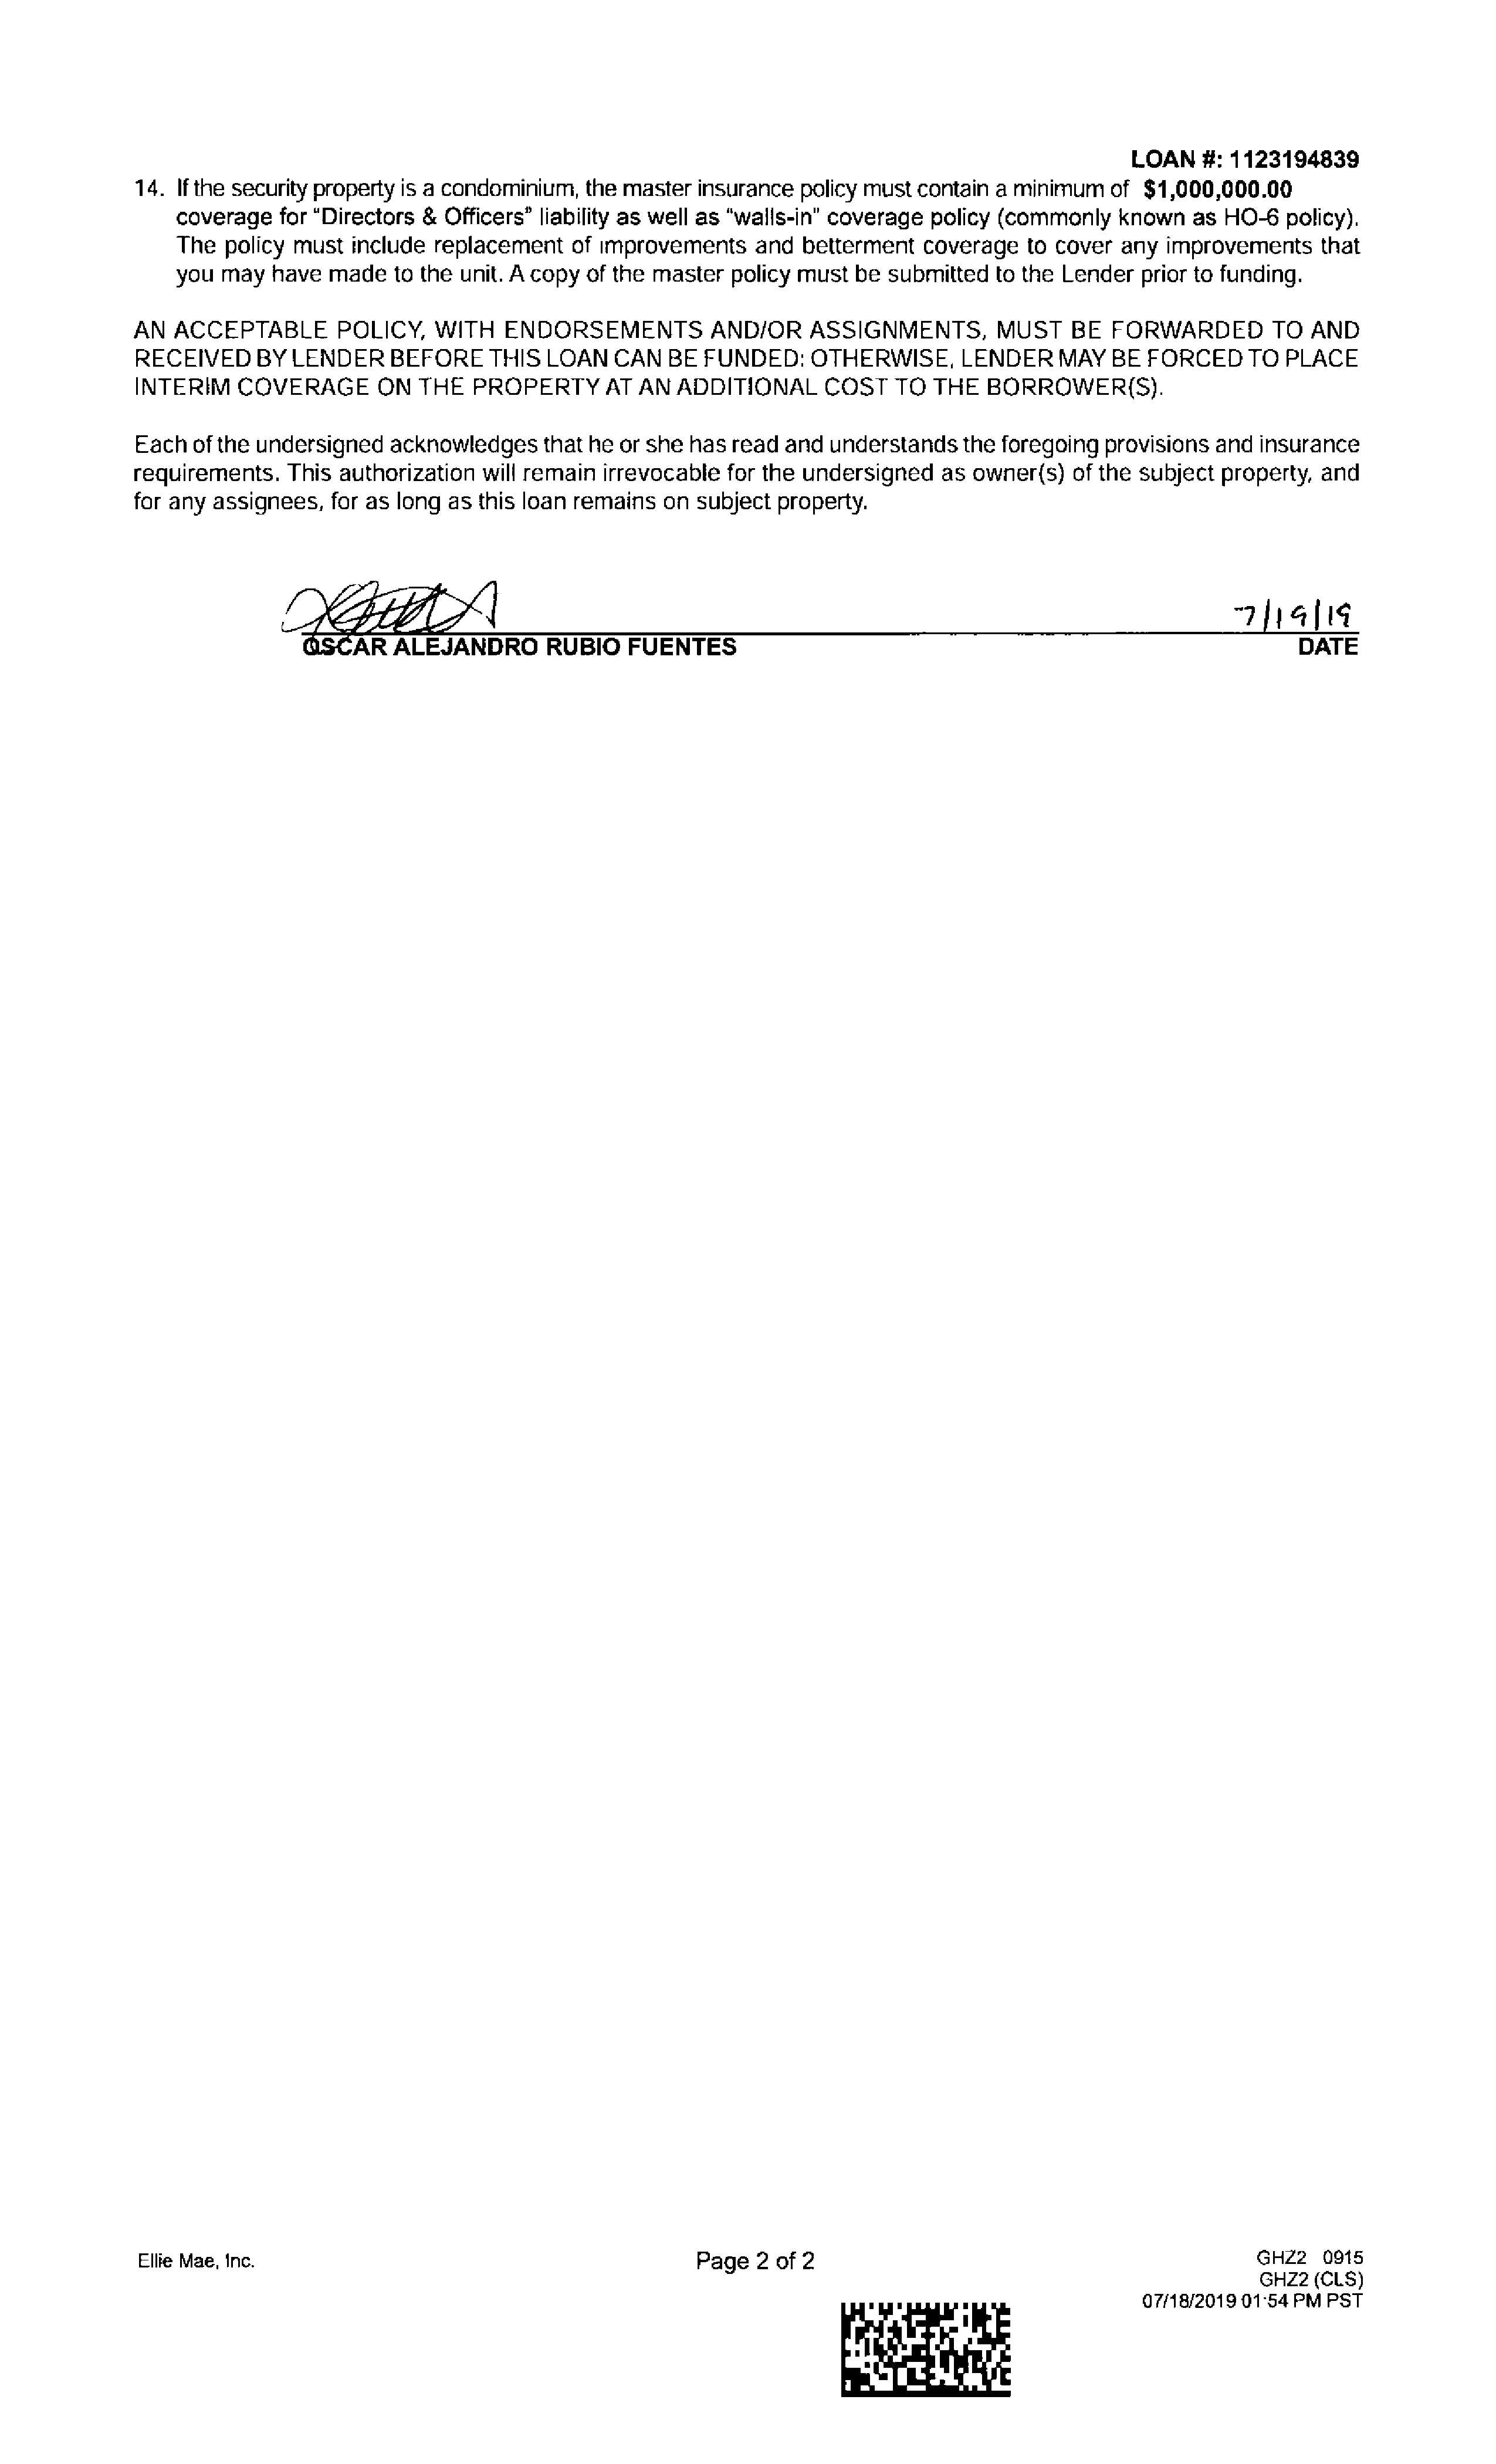 LOAN #: 1123194839
14. If the security property is a condominium, the master insurance policy must contain a minimum of $1,000,000.00
coverage for "Directors & Officers" liability as well as "walls-in" coverage policy (commonly known as HO-6 policy).
The policy must include replacement of improvements and betterment coverage to cover any improvements that
you may have made to the unit. A copy of the master policy must be submitted to the Lender prior to funding.
AN ACCEPTABLE POLICY, WITH ENDORSEMENTS AND/OR ASSIGNMENTS, MUST BE FORWARDED TO AND
RECEIVED BY LENDER BEFORE THIS LOAN CAN BE FUNDED: OTHERWISE, LENDER MAY BE FORCED TO PLACE
INTERIM COVERAGE ON THE PROPERTY AT AN ADDITIONAL COST TO THE BORROWER(S).
Each of the undersigned acknowledges that he or she has read and understands the foregoing provisions and insurance
requirements. This authorization will remain irrevocable for the undersigned as owner(s) of the subject property, and
for any assignees, for as long as this loan remains on subject property.
7/19/19
OSCAR ALEJANDRO RUBIO FUENTES DATE
Ellie Mae, Inc. Page 2 of 2 GHZ2 0915
GHZ2 (CLS)
07/18/2019 01:54 PM PST